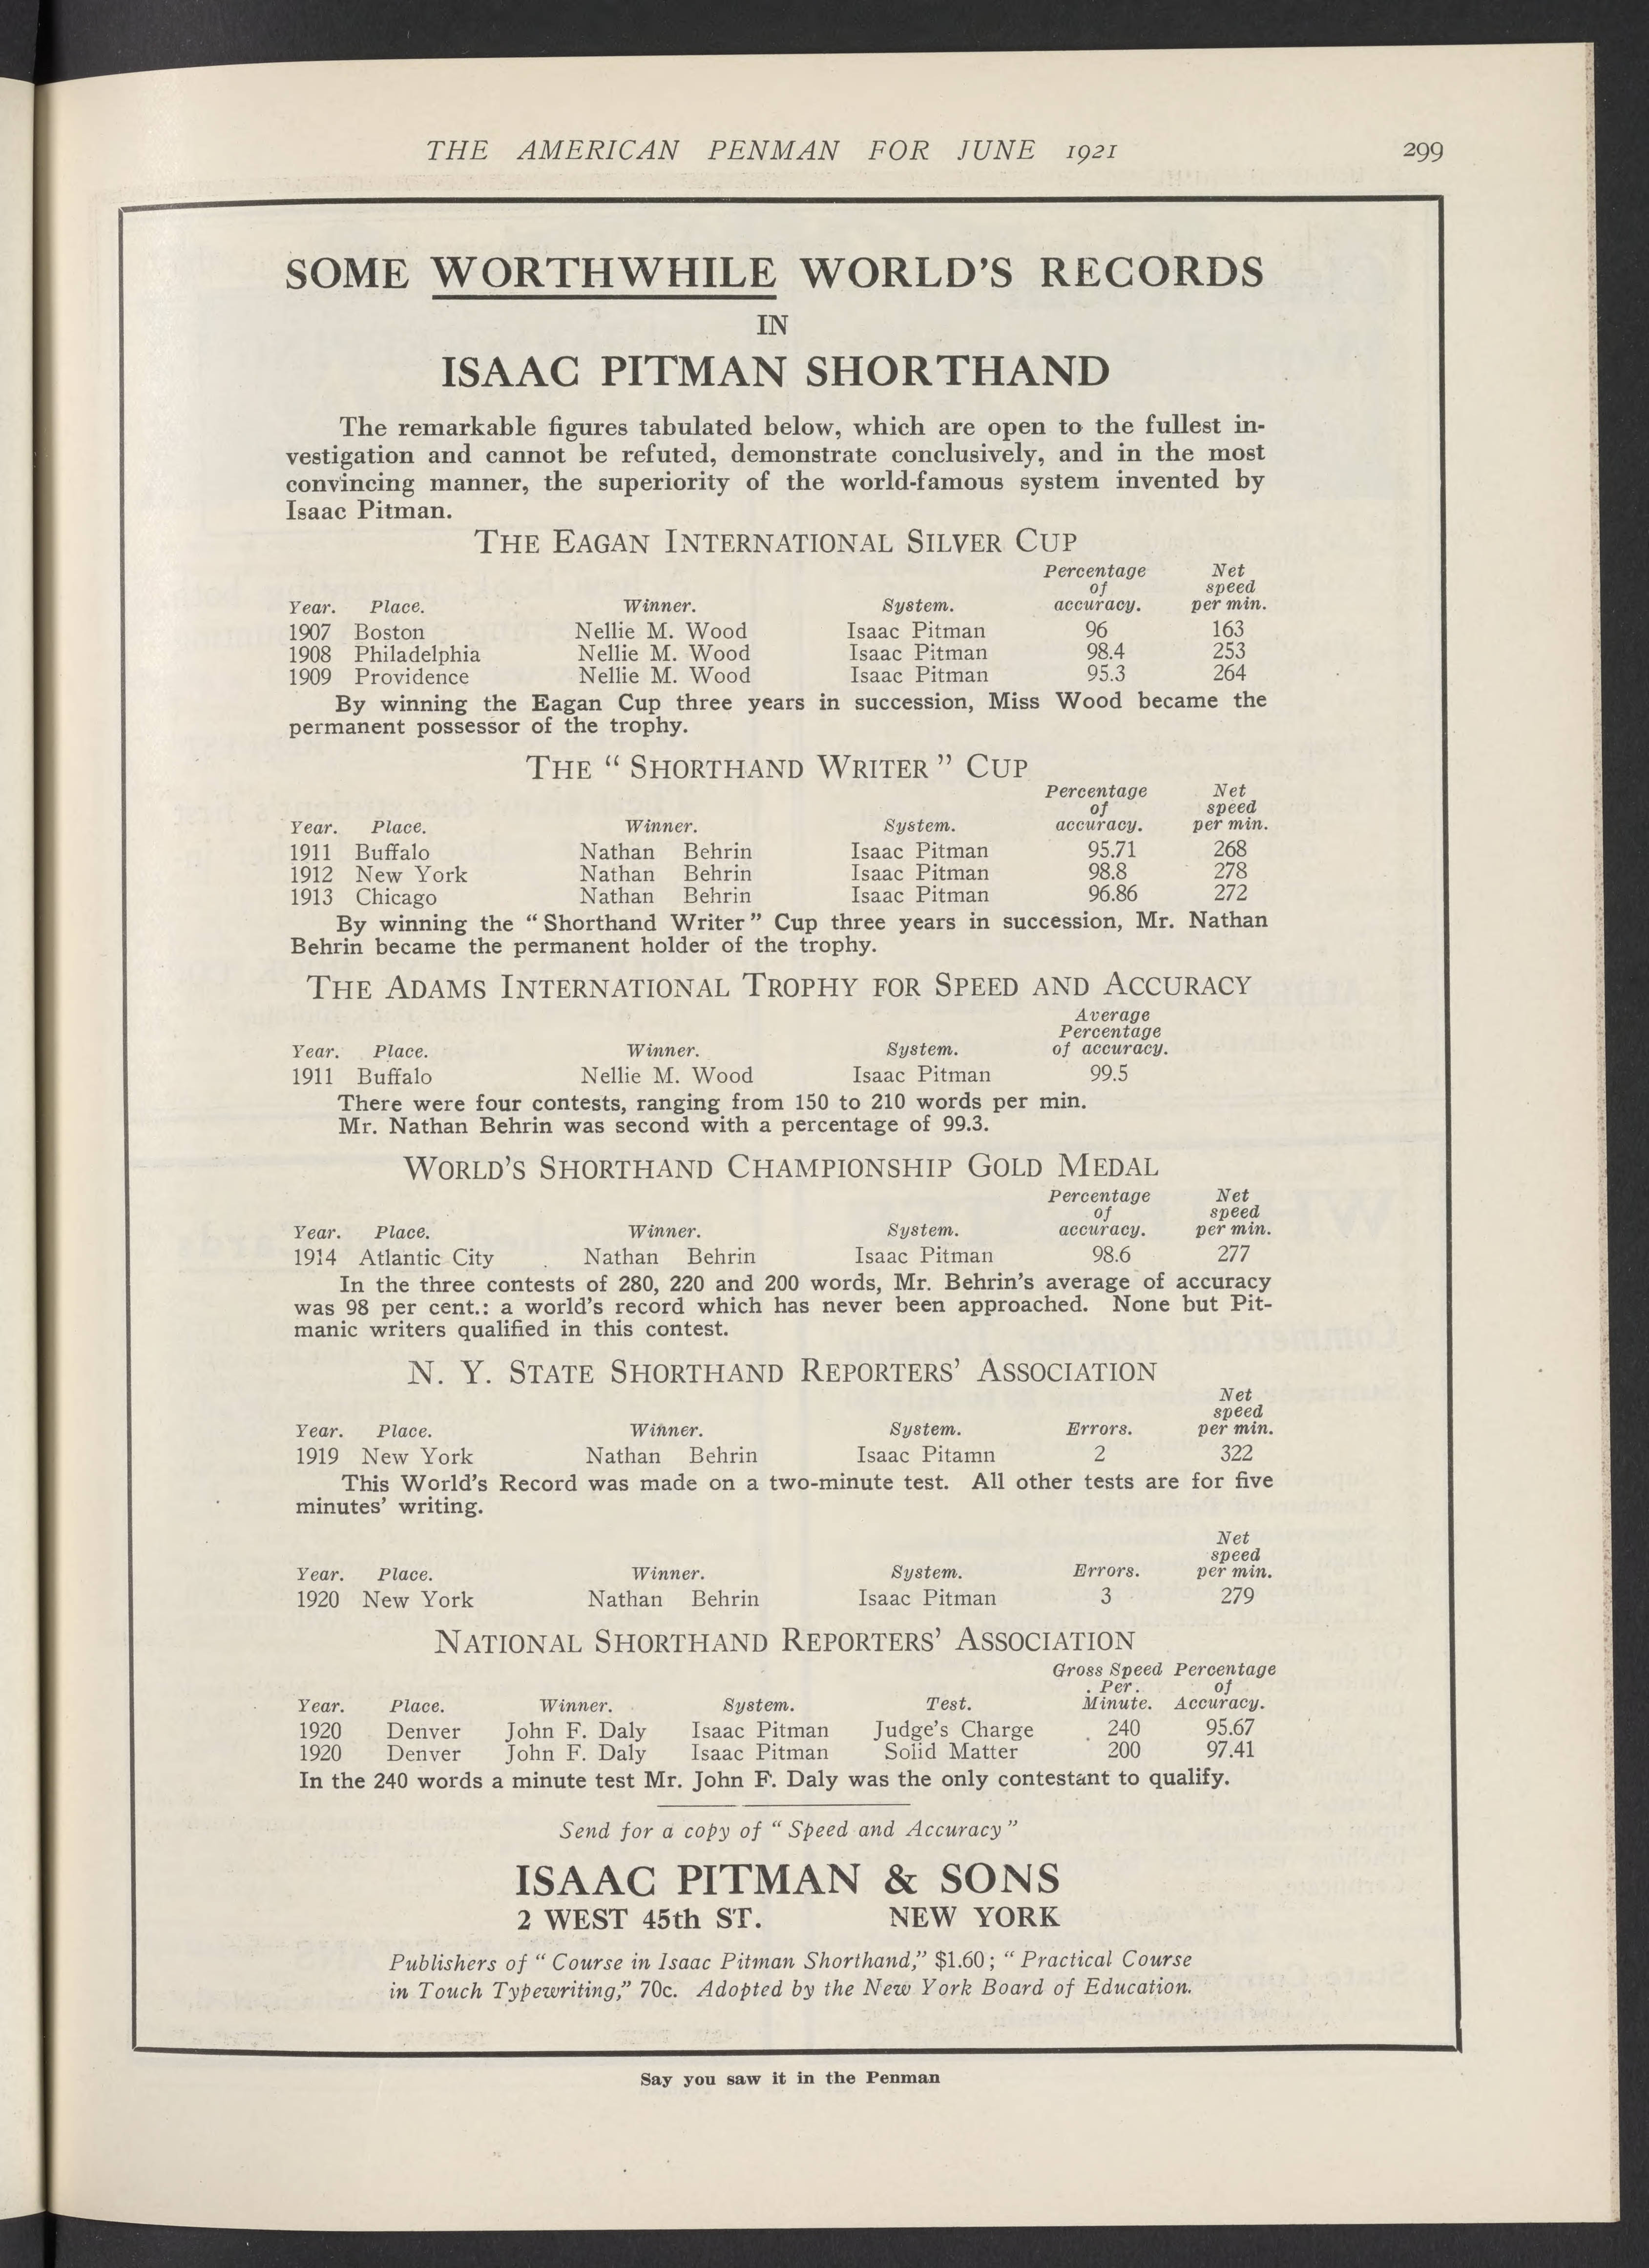 THE AMERICAN PENMAN FOR JUNE 1921 299
SOME WORTHWHILE WORLD'S RECORDS
IN
ISAAC PITMAN SHORTHAND
The remarkable figures tabulated below, which are open to the fullest in-
vestigation and cannot be refuted, demonstrate conclusively, and in the most
convincing manner, the superiority of the world-famous system invented by
Isaac Pitman.
THE EAGAN INTERNATIONAL SILVER CUP
Percentage Net
of speed
Year. Place. Winner. System. accuracy. per min.
1907 Boston Nellie M. Wood Isaac Pitman 96 163
1908 Philadelphia Nellie M. Wood Isaac Pitman 98.4 253
1909 Providence Nellie M. Wood Isaac Pitman 95.3 264
By winning the Eagan Cup three years in succession, Miss Wood became the
permanent possessor of the trophy.
THE “ SHORTHAND WRITER ” CUP
Percentage Net
of speed
Year. Place. Winner. System. accuracy. per min.
1911 Buffalo Nathan Behrin Isaac Pitman 95.71 268
1912 New York Nathan Behrin Isaac Pitman 98.8 278
1913 Chicago Nathan Behrin Isaac Pitman 96.86 272
By winning the “ Shorthand Writer ” Cup three years in succession, Mr. Nathan
Behrin became the permanent holder of the trophy.
THE ADAMS INTERNATIONAL TROPHY FOR SPEED AND ACCURACY
Average
Percentage
Year. Place. Winner. System. of accuracy.
1911 Buffalo Nellie M. Wood Isaac Pitman 99.5
There were four contests, ranging from 150 to 210 words per min.
Mr. Nathan Behrin was second with a percentage of 99.3.
WORLD'S SHORTHAND CHAMPIONSHIP GOLD MEDAL
Percentage Net
of speed
Year. Place. Winner. System. accuracy. per min.
1914 Atlantic City Nathan Behrin Isaac Pitman 98.6 277
In the three contests of 280, 220 and 200 words, Mr. Behrin's average of accuracy
was 98 per cent.: a world's record which has never been approached. None but Pit-
manic writers qualified in this contest.
N. Y. STATE SHORTHAND REPORTERS' ASSOCIATION
Net
speed
Year. Place. Winner. System. Errors. per min.
1919 New York Nathan Behrin Isaac Pitamn 2 322
This World's Record was made on a two-minute test. All other tests are for five
minutes' writing.
Net
speed
Year. Place. Winner. System. Errors. per min.
1920 New York Nathan Behrin Isaac Pitman 3 279
NATIONAL SHORTHAND REPORTERS' ASSOCIATION
Gross Speed Percentage
Per. of
Year. Place. Winner. System. Test. Minute. Accuracy.
1920 Denver John F. Daly Isaac Pitman Judge's Charge 240 95.67
1920 Denver John F. Daly Isaac Pitman Solid Matter 200 97.41
In the 240 words a minute test Mr. John F. Daly was the only contestant to qualify.
Send for a copy of “ Speed and Accuracy ”
ISAAC PITMAN & SONS
2 WEST 45th ST. NEW YORK
Publishers of “ Course in Isaac Pitman Shorthand,” $1.60 ; “ Practical Course
in Touch Typewriting,” 70c. Adopted by the New York Board of Education.
Say you saw it in the Penman